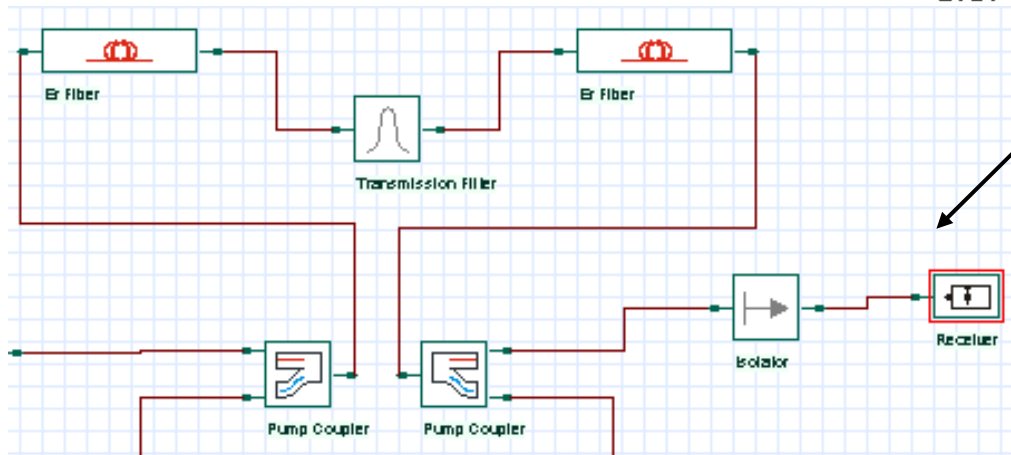 Er Fiber
Er Fiber
Transmission Filter
Receiver
Isolator
Pump Coupler
Pump Coupler